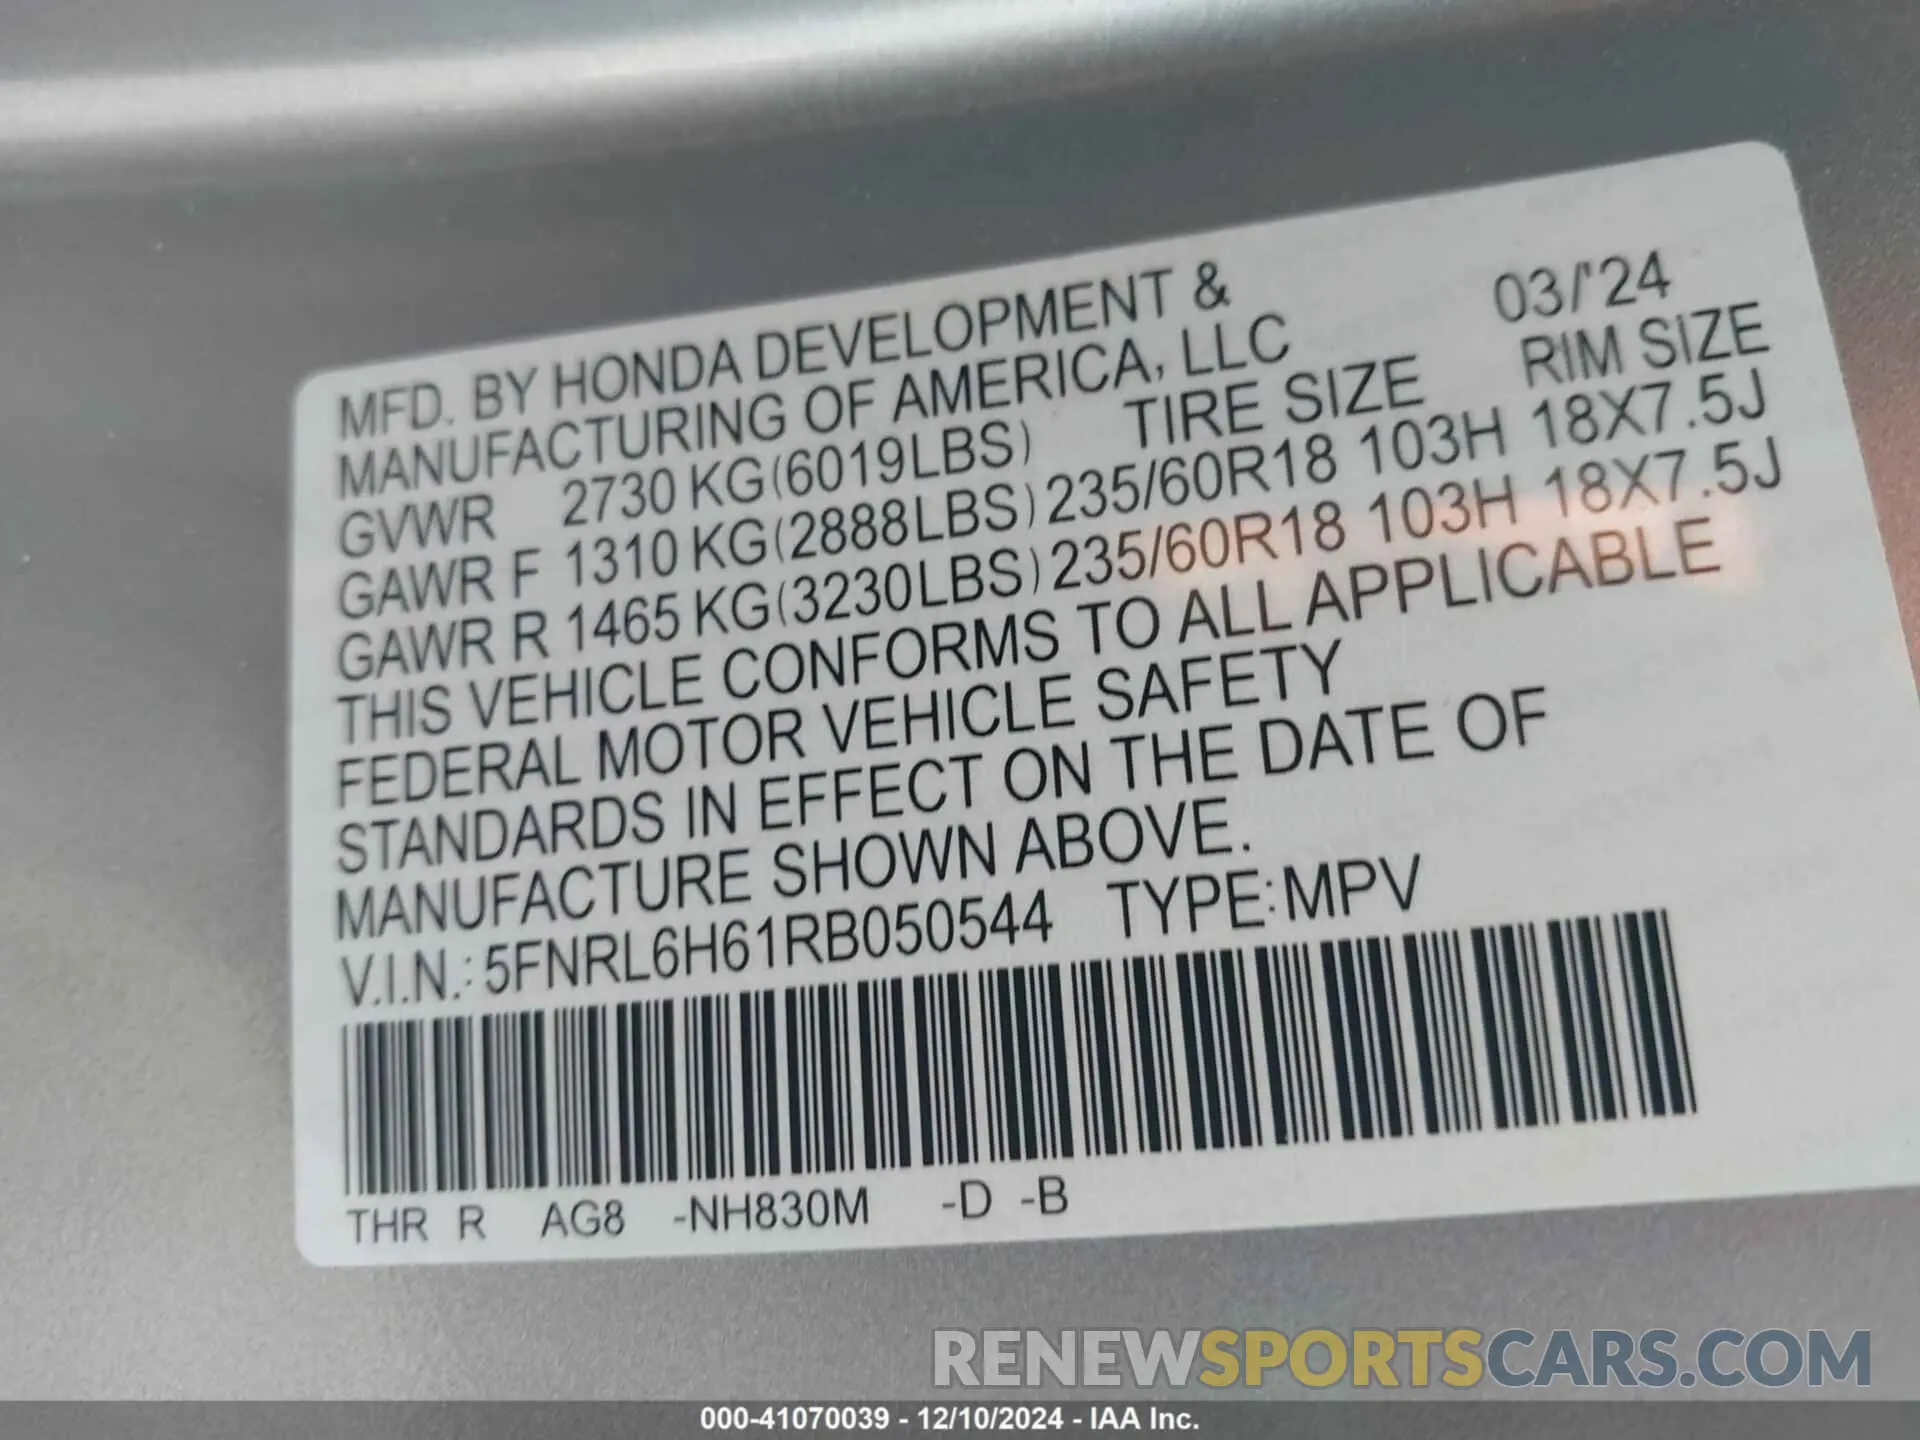 MFD. BY HONDA DEVELOPMENT & 03/'24
MANUFACTURING OF AMERICA, LLC RIM SIZE
GVWR 2730 KG(6019LBS) TIRE SIZE
GAWR F 1310 KG(2888LBS) 235/60R18 103H 18X7.5J
GAWR R 1465 KG(3230LBS) 235/60R18 103H 18X7.5J
THIS VEHICLE CONFORMS TO ALL APPLICABLE
FEDERAL MOTOR VEHICLE SAFETY
STANDARDS IN EFFECT ON THE DATE OF
MANUFACTURE SHOWN ABOVE.
V.I.N.: 5FNRL6H61RB050544 TYPE:MPV
THR R AG8 -NH830M -D -B
RENEWSPORTSCARS.COM
000-41070039 - 12/10/2024 - IAA Inc.